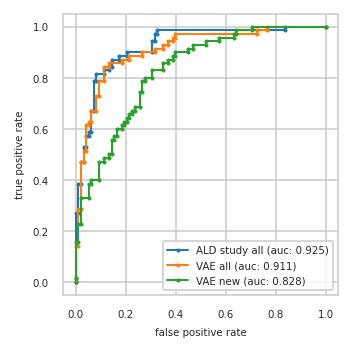 1.0
0.8
0.6
0.4
0.2
0.0
true positive rate
ALD study all (auc: 0.925)
VAE all (auc: 0.911)
VAE new (auc: 0.828)
0.0 0.2 0.4 0.6 0.8 1.0
false positive rate